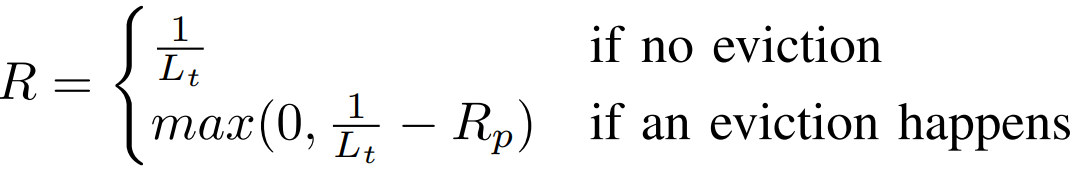 R = { 1/L_t if no eviction
max(0, 1/L_t − R_p) if an eviction happens